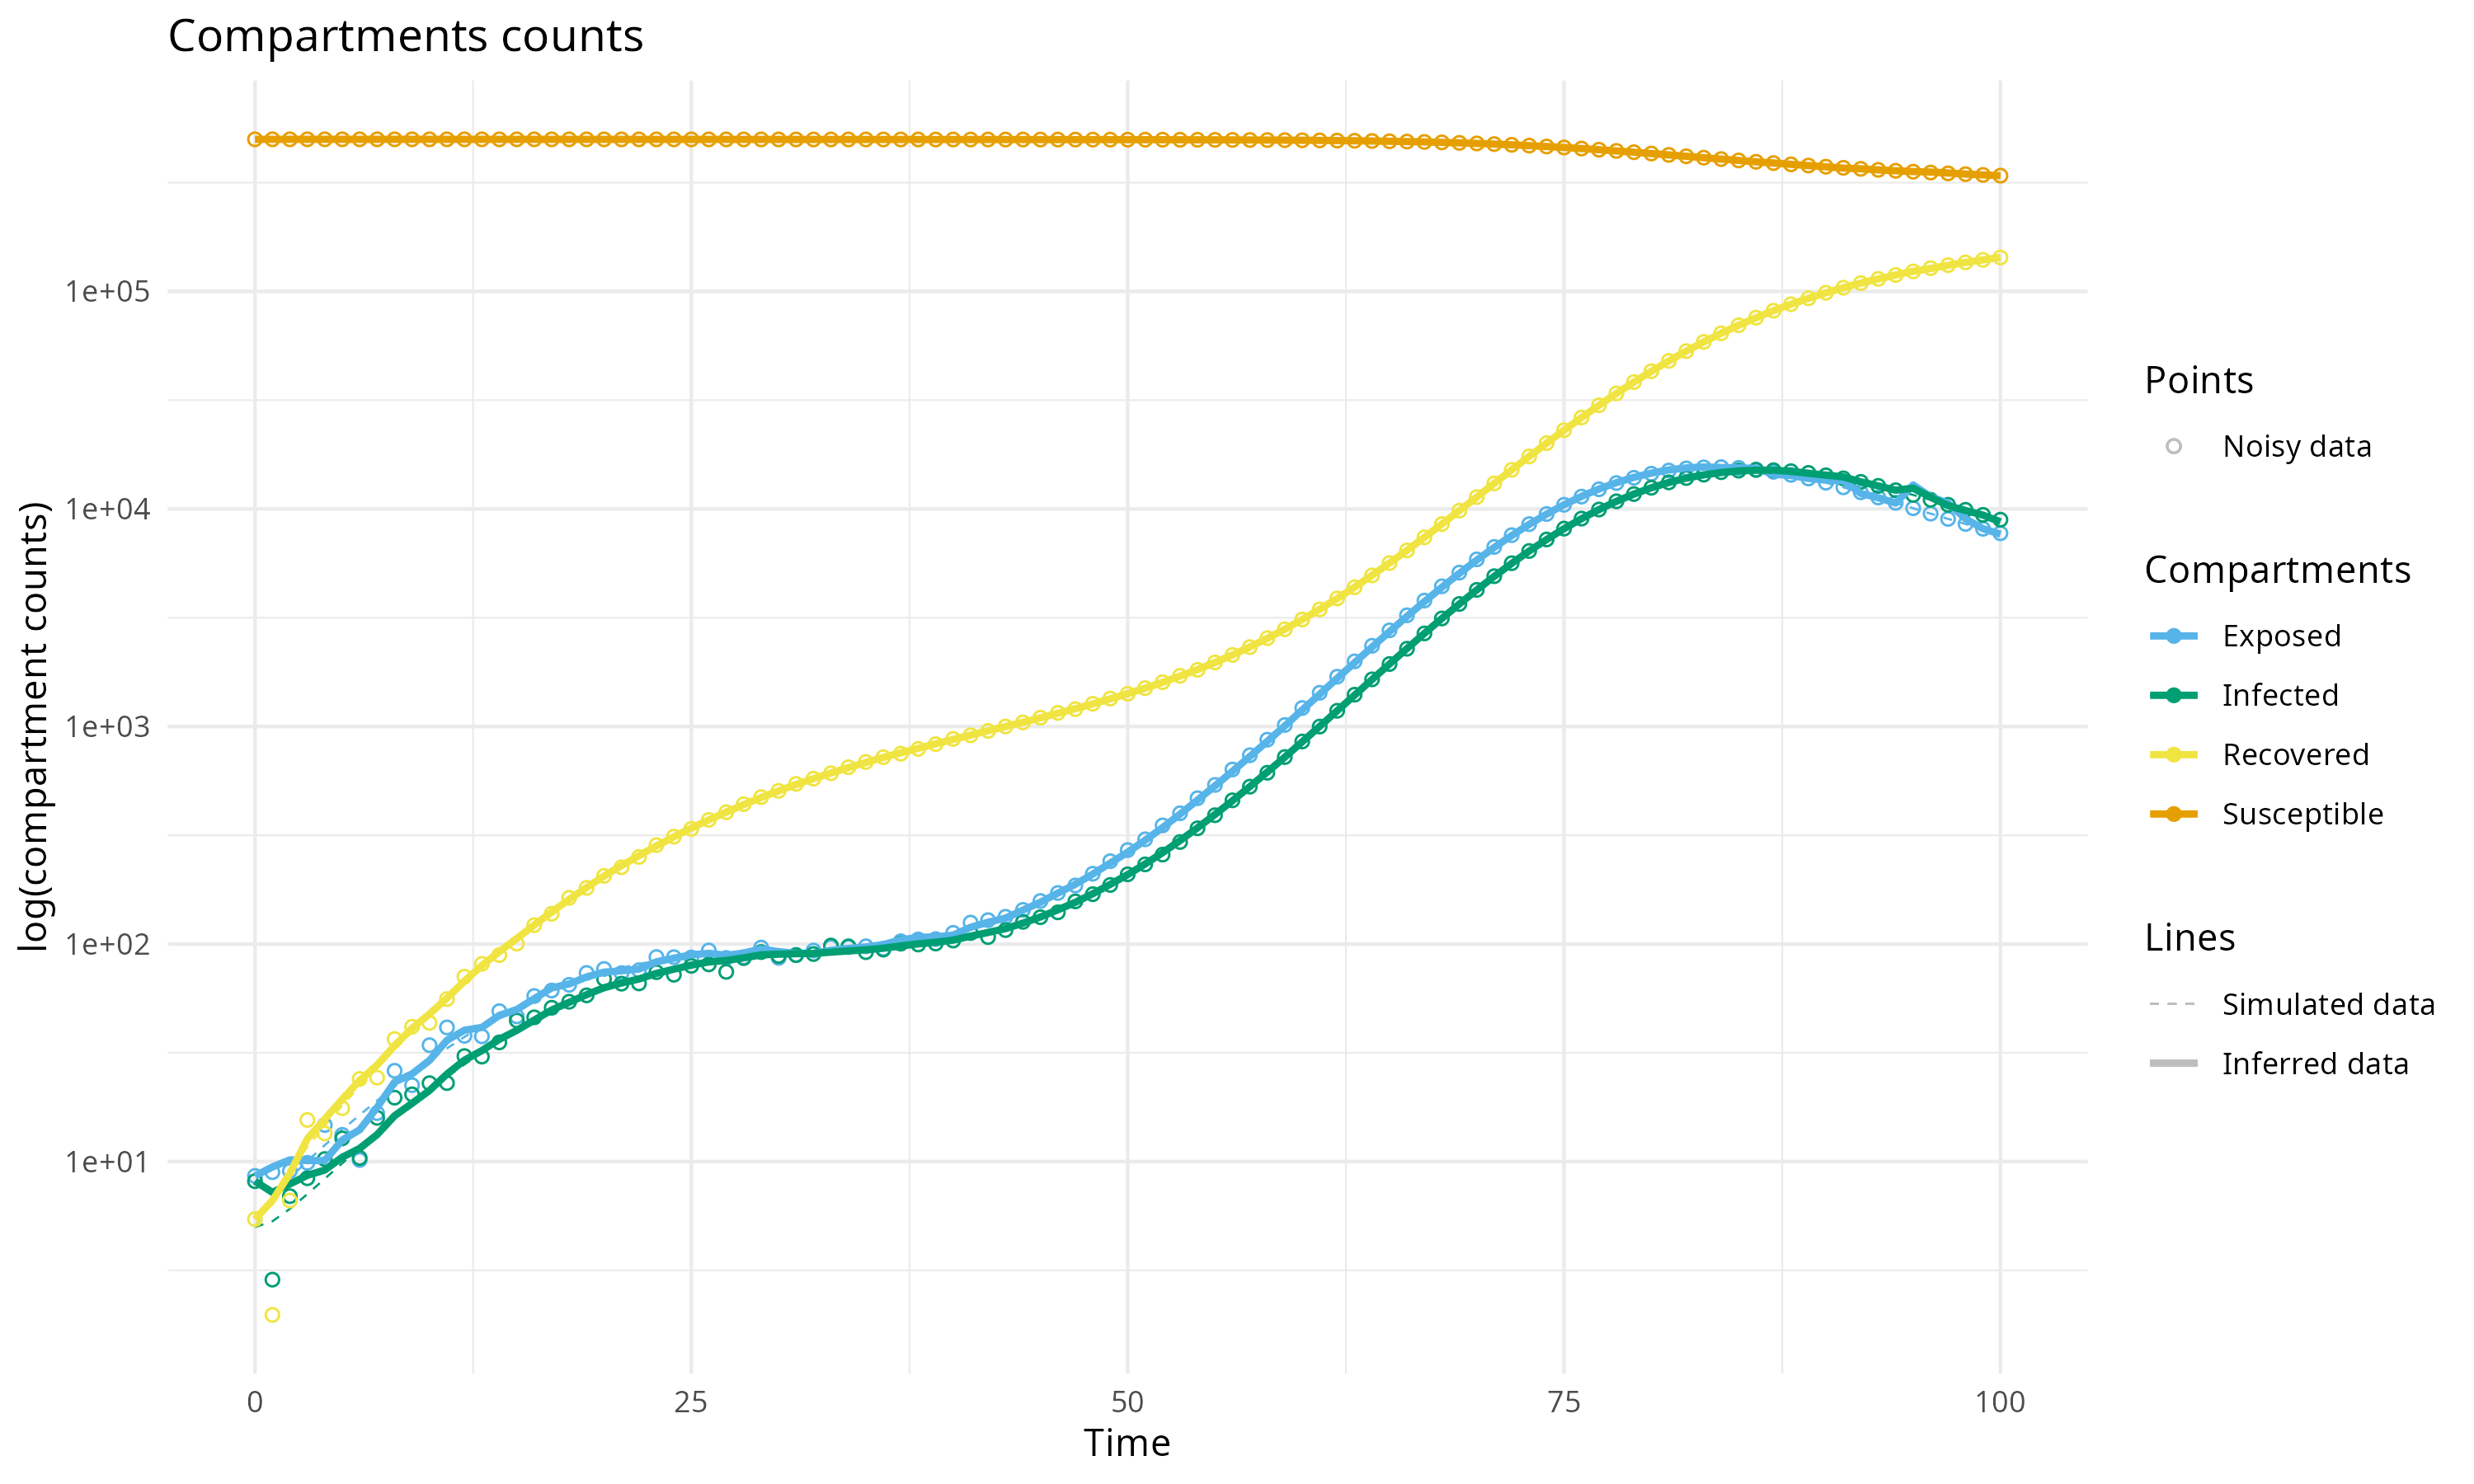 Compartments counts
log(compartment counts)
1e+05
1e+04
1e+03
1e+02
1e+01
0
25
50
75
100
Time
Points
Noisy data
Compartments
Exposed
Infected
Recovered
Susceptible
Lines
Simulated data
Inferred data